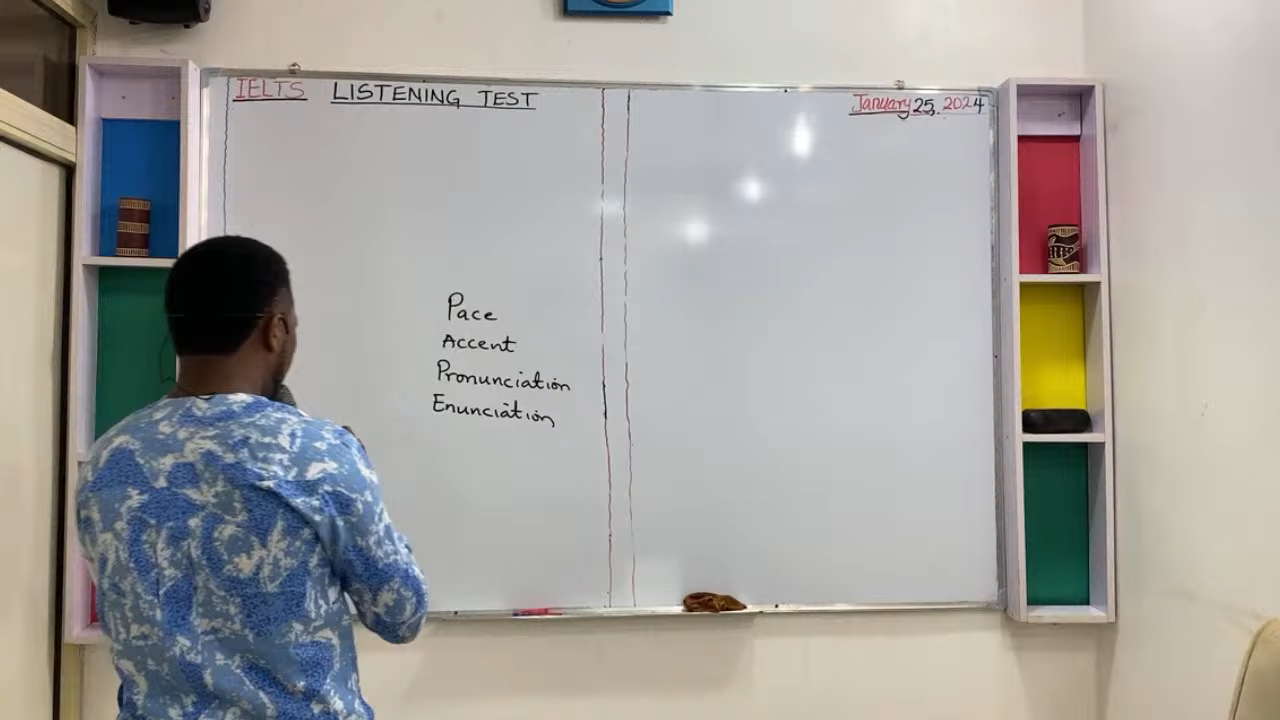 IELTS LISTENING TEST
January 25, 2024
Pace
Accent
Pronunciation
Enunciation